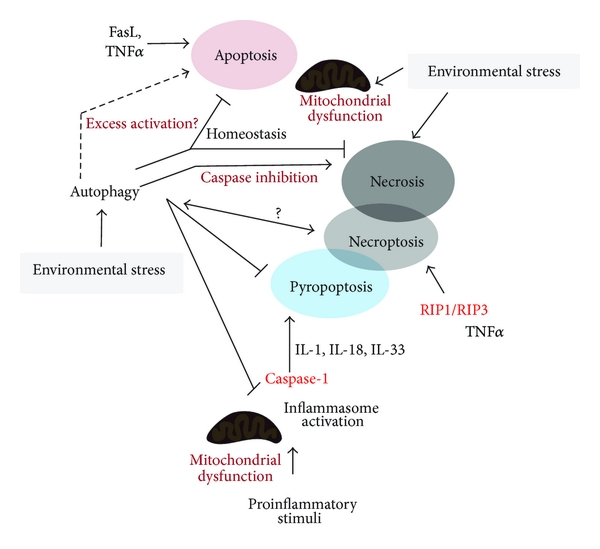 FasL,
TNFα
Apoptosis
Environmental stress
Mitochondrial
dysfunction
Excess activation?
Homeostasis
Caspase inhibition
Necrosis
Autophagy
?
Necroptosis
Environmental stress
Pyropoptosis
RIP1/RIP3
TNFα
IL-1, IL-18, IL-33
Caspase-1
Inflammasome
activation
Mitochondrial
dysfunction
Proinflammatory
stimuli